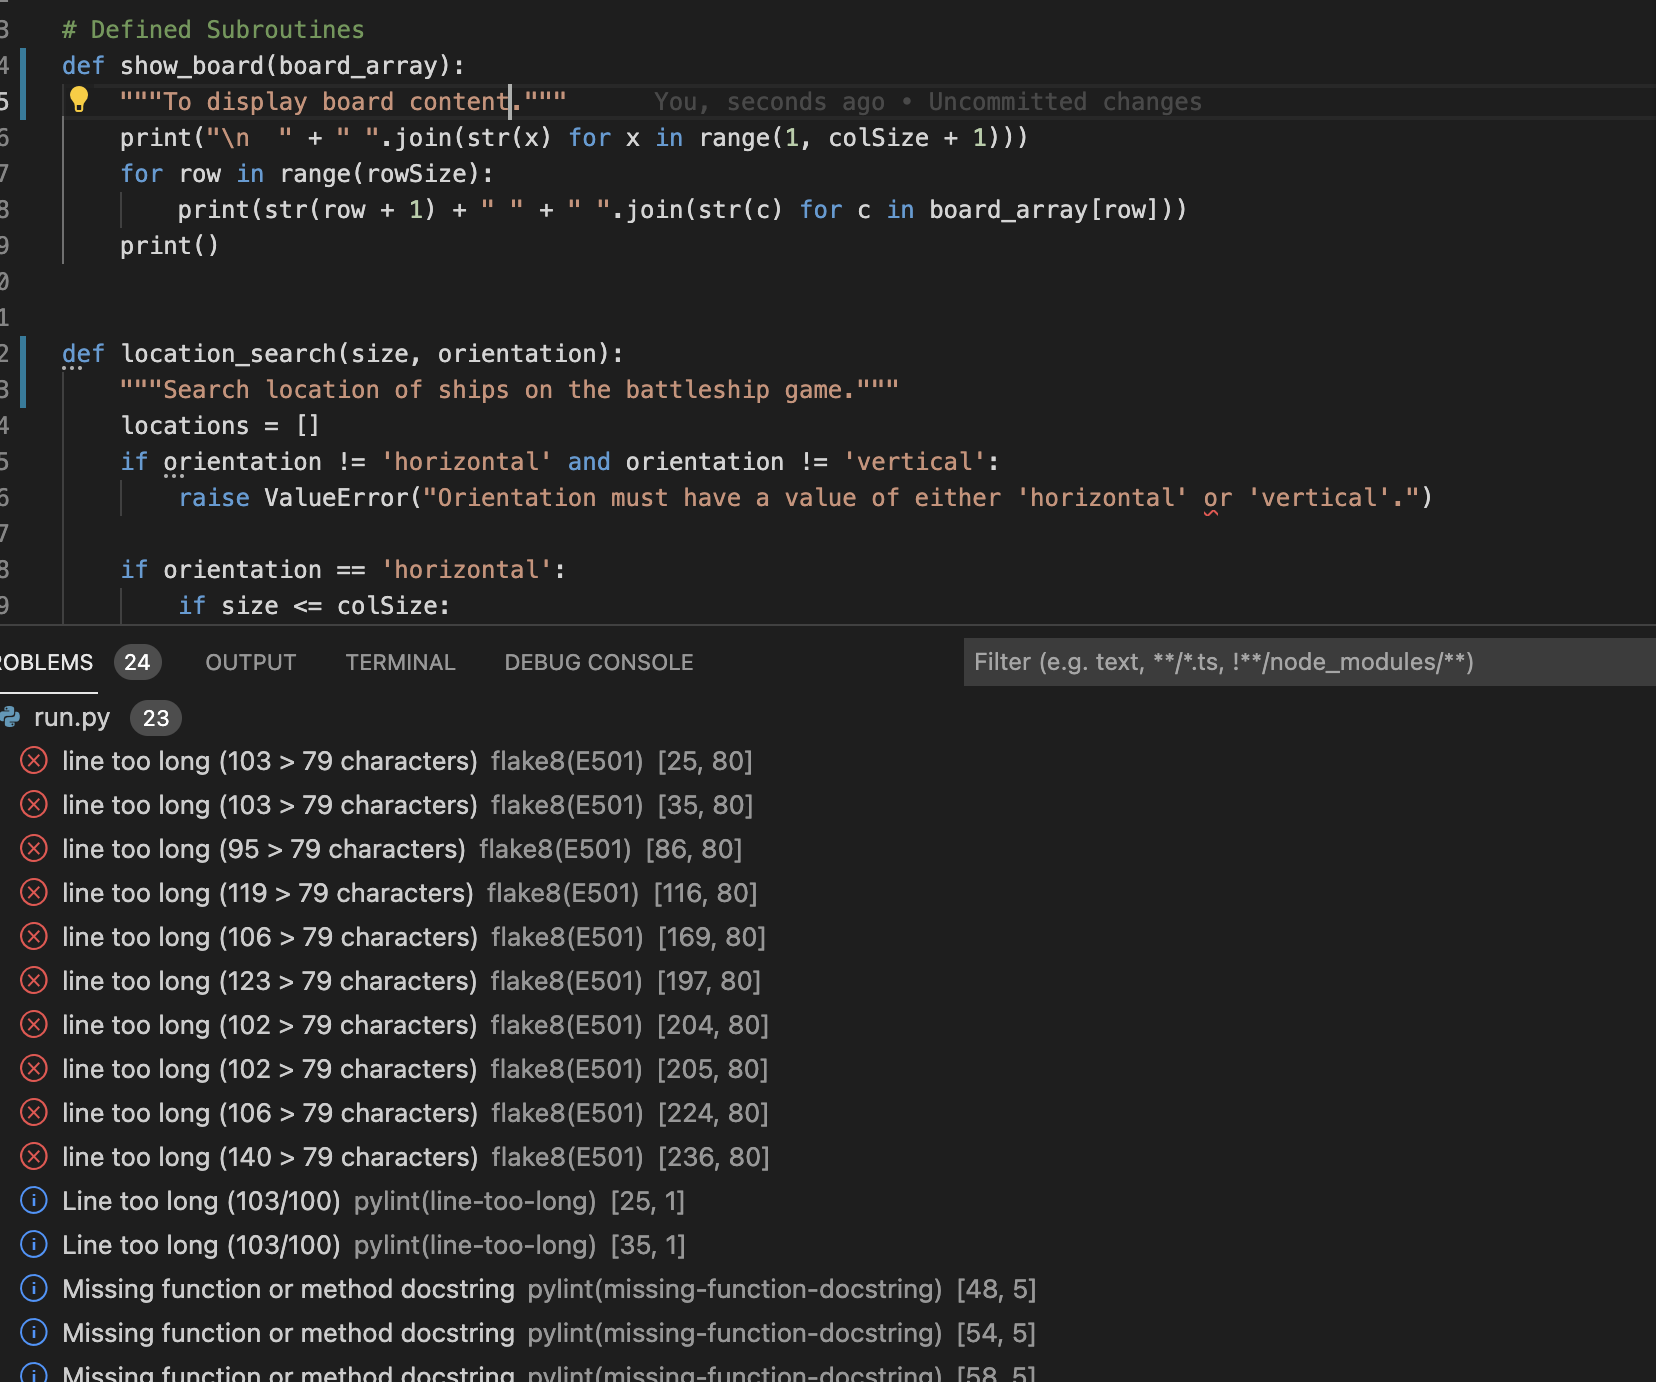 3 # Defined Subroutines
4 def show_board(board_array):
5 """To display board content.""" You, seconds ago • Uncommitted changes
6 print("\n  " + " ".join(str(x) for x in range(1, colSize + 1)))
7 for row in range(rowSize):
8 print(str(row + 1) + " " + " ".join(str(c) for c in board_array[row]))
9 print()
0
1
2 def location_search(size, orientation):
3 """Search location of ships on the battleship game."""
4 locations = []
5 if orientation != 'horizontal' and orientation != 'vertical':
6 raise ValueError("Orientation must have a value of either 'horizontal' or 'vertical'.")
7
8 if orientation == 'horizontal':
9 if size <= colSize:
ROBLEMS 24 OUTPUT TERMINAL DEBUG CONSOLE Filter (e.g. text, **/*.ts, !**/node_modules/**)
run.py 23
line too long (103 > 79 characters) flake8(E501) [25, 80]
line too long (103 > 79 characters) flake8(E501) [35, 80]
line too long (95 > 79 characters) flake8(E501) [86, 80]
line too long (119 > 79 characters) flake8(E501) [116, 80]
line too long (106 > 79 characters) flake8(E501) [169, 80]
line too long (123 > 79 characters) flake8(E501) [197, 80]
line too long (102 > 79 characters) flake8(E501) [204, 80]
line too long (102 > 79 characters) flake8(E501) [205, 80]
line too long (106 > 79 characters) flake8(E501) [224, 80]
line too long (140 > 79 characters) flake8(E501) [236, 80]
Line too long (103/100) pylint(line-too-long) [25, 1]
Line too long (103/100) pylint(line-too-long) [35, 1]
Missing function or method docstring pylint(missing-function-docstring) [48, 5]
Missing function or method docstring pylint(missing-function-docstring) [54, 5]
Missing function or method docstring pylint(missing-function-docstring) [58, 5]